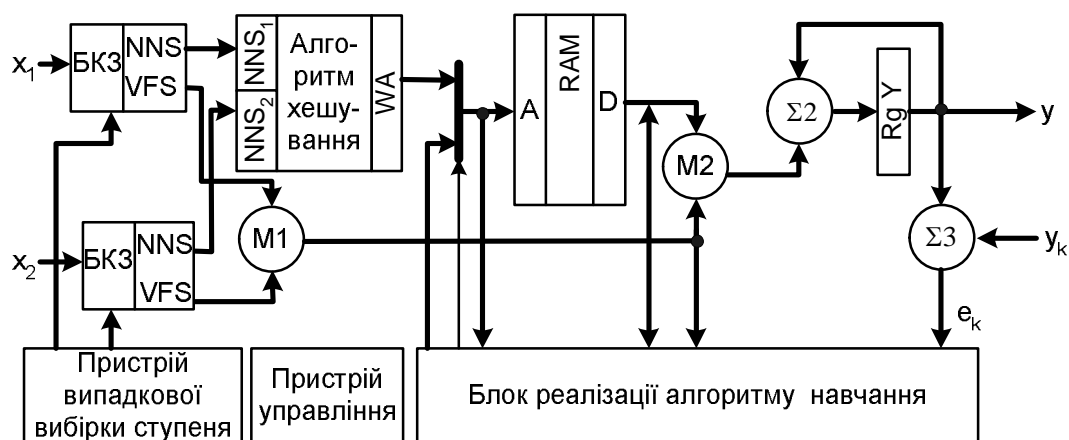 x1
БКЗ
NNS
VFS
NNS1
NNS2
Алго-
ритм
хешу-
вання
WA
A
RAM
D
M2
Σ2
Rg Y
y
x2
БКЗ
NNS
VFS
M1
Σ3
yk
ek
Пристрій
випадкової
вибірки ступеня
Пристрій
управління
Блок реалізації алгоритму навчання